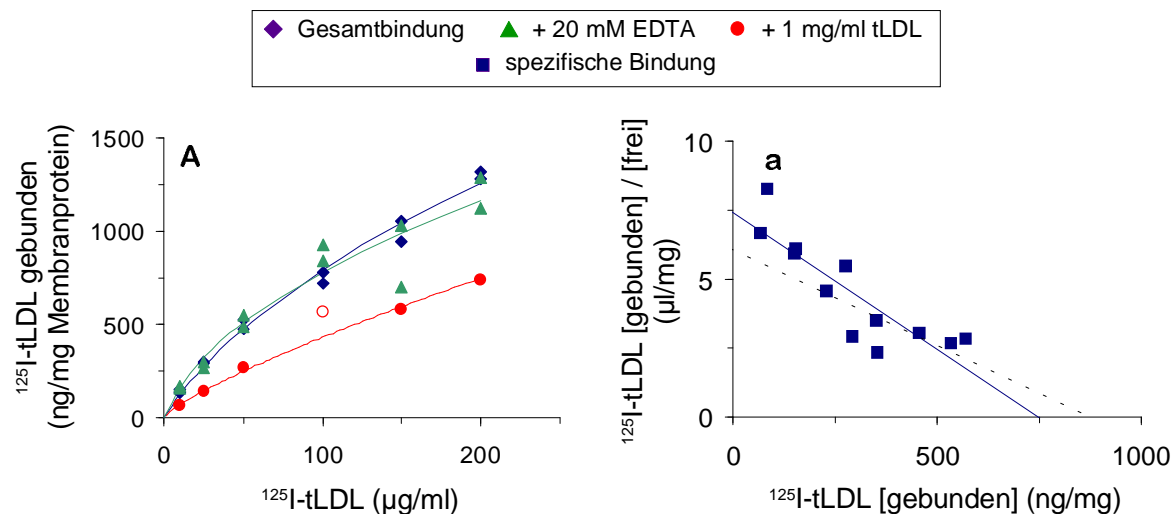 Gesamtbindung + 20 mM EDTA + 1 mg/ml tLDL
spezifische Bindung
A
¹²⁵I-tLDL gebunden
(ng/mg Membranprotein)
1500
1000
500
0
0 100 200
¹²⁵I-tLDL (µg/ml)
a
¹²⁵I-tLDL [gebunden] / [frei]
(µl/mg)
10
5
0
0 500 1000
¹²⁵I-tLDL [gebunden] (ng/mg)